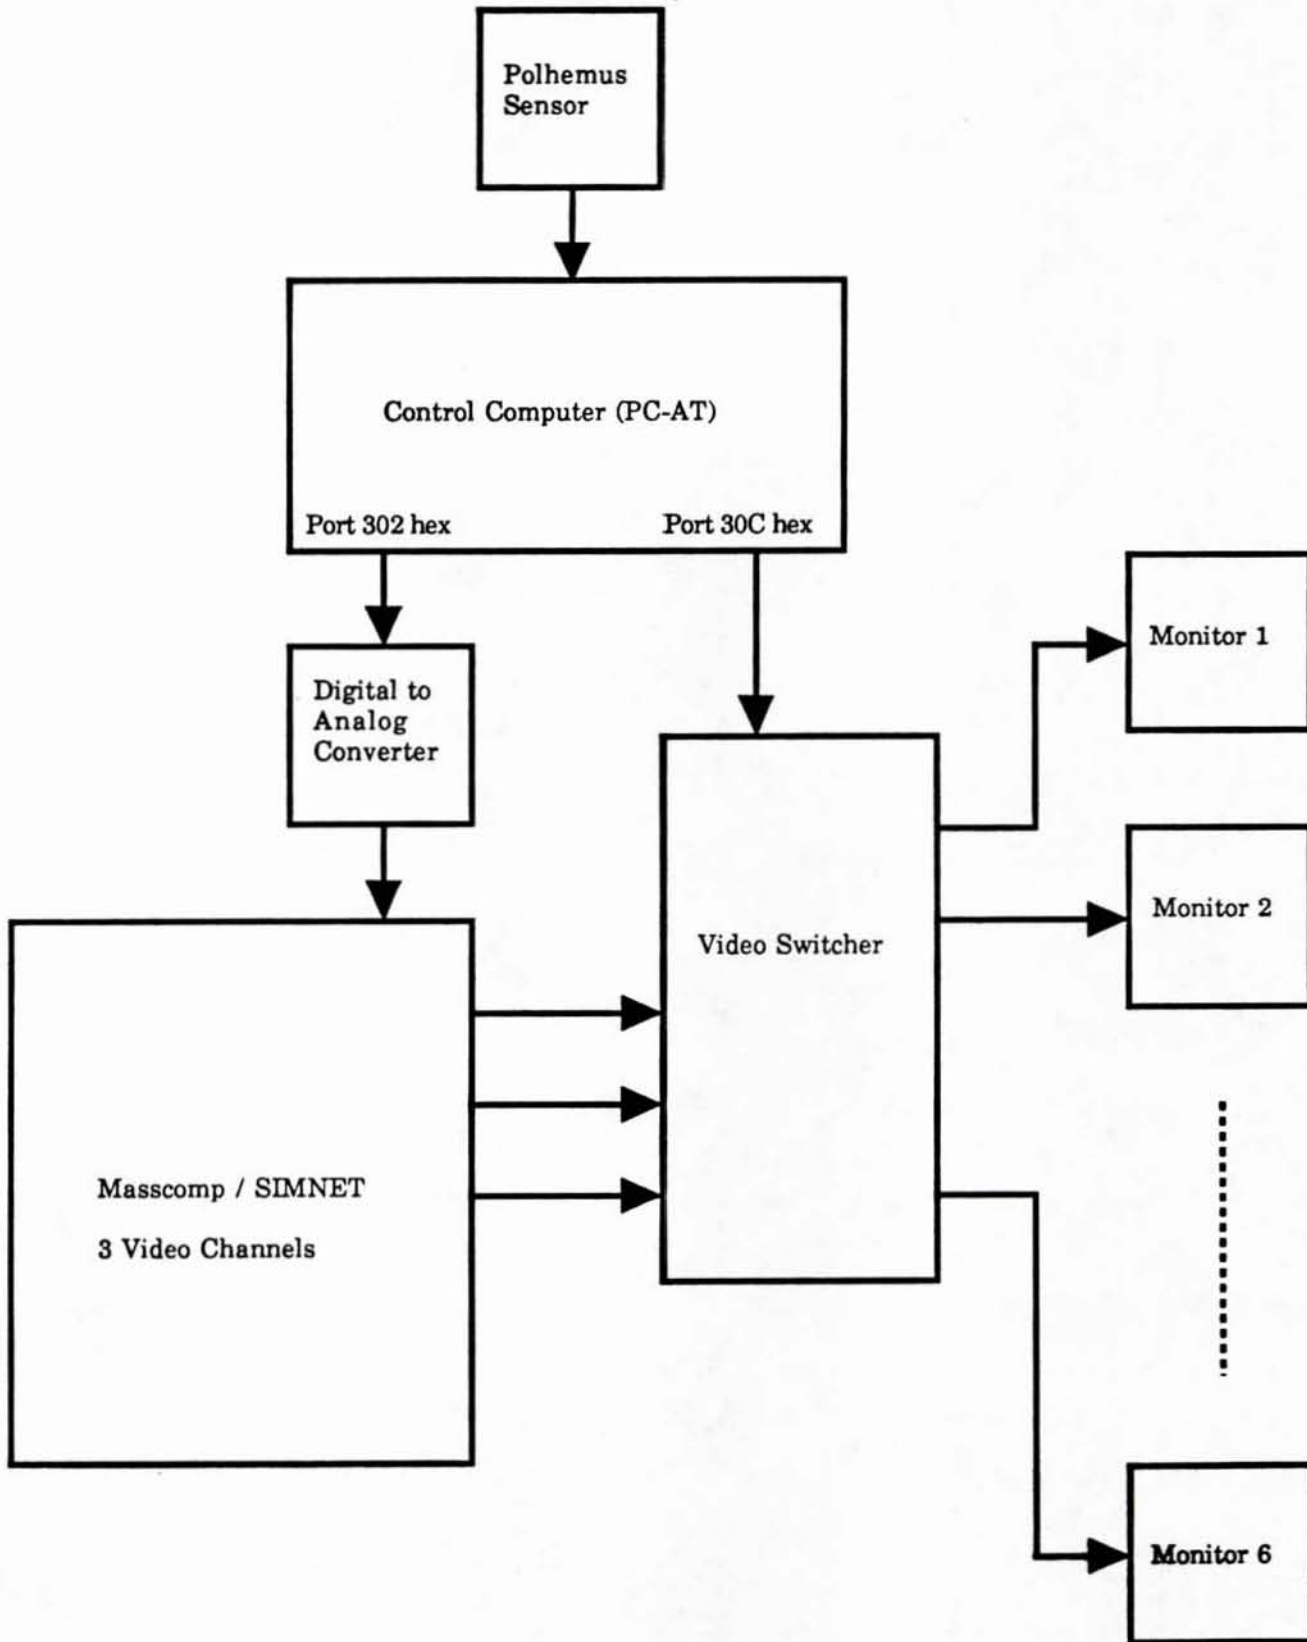 Polhemus
Sensor
Control Computer (PC-AT)
Port 302 hex
Port 30C hex
Digital to
Analog
Converter
Monitor 1
Monitor 2
Video Switcher
Masscomp / SIMNET
3 Video Channels
Monitor 6